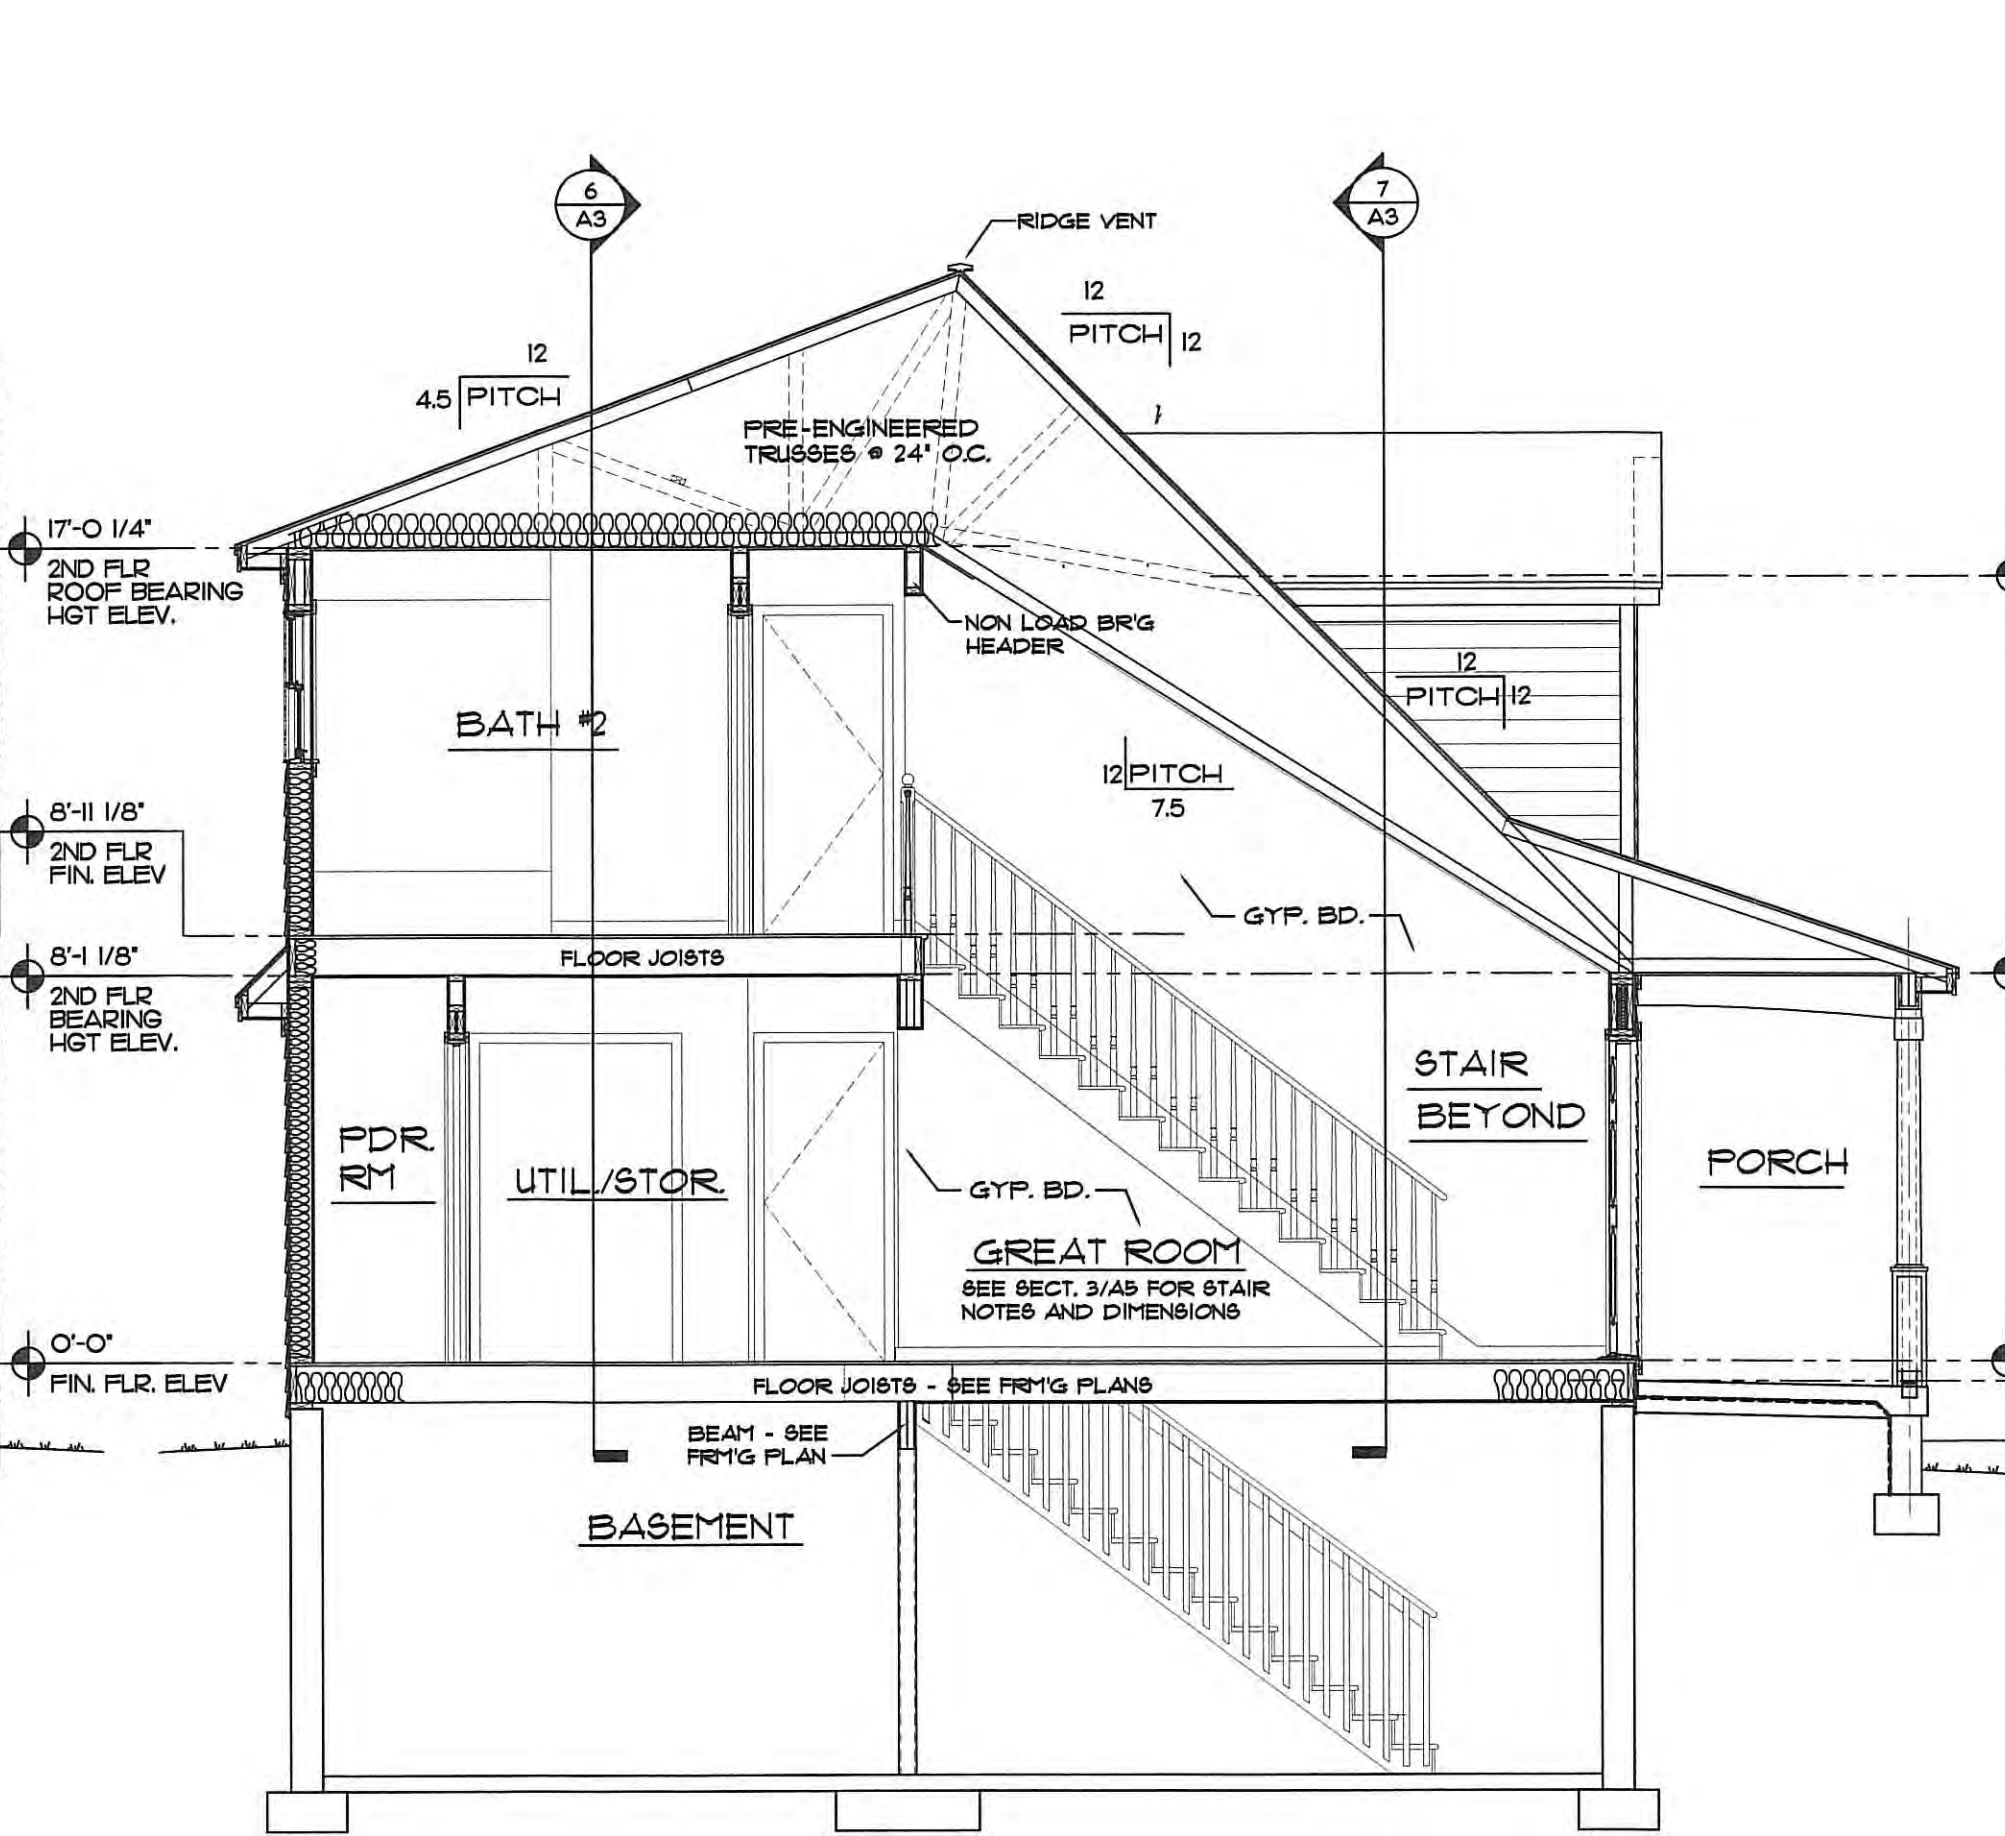 6
A3
7
A3
RIDGE VENT
12
PITCH
12
12
4.5
PITCH
PRE-ENGINEERED
TRUSSES @ 24" O.C.
17'-0 1/4"
2ND FLR
ROOF BEARING
HGT ELEV.
NON LOAD BR'G
HEADER
12
PITCH
12
BATH #2
12
PITCH
7.5
8'-11 1/8"
2ND FLR
FIN. ELEV
GYP. BD.
8'-1 1/8"
2ND FLR
BEARING
HGT ELEV.
FLOOR JOISTS
STAIR
BEYOND
PDR.
RM
UTIL./STOR.
PORCH
GYP. BD.
GREAT ROOM
SEE SECT. 3/A5 FOR STAIR
NOTES AND DIMENSIONS
0'-0"
FIN. FLR. ELEV
FLOOR JOISTS - SEE FRM'G PLANS
BEAM - SEE
FRM'G PLAN
BASEMENT